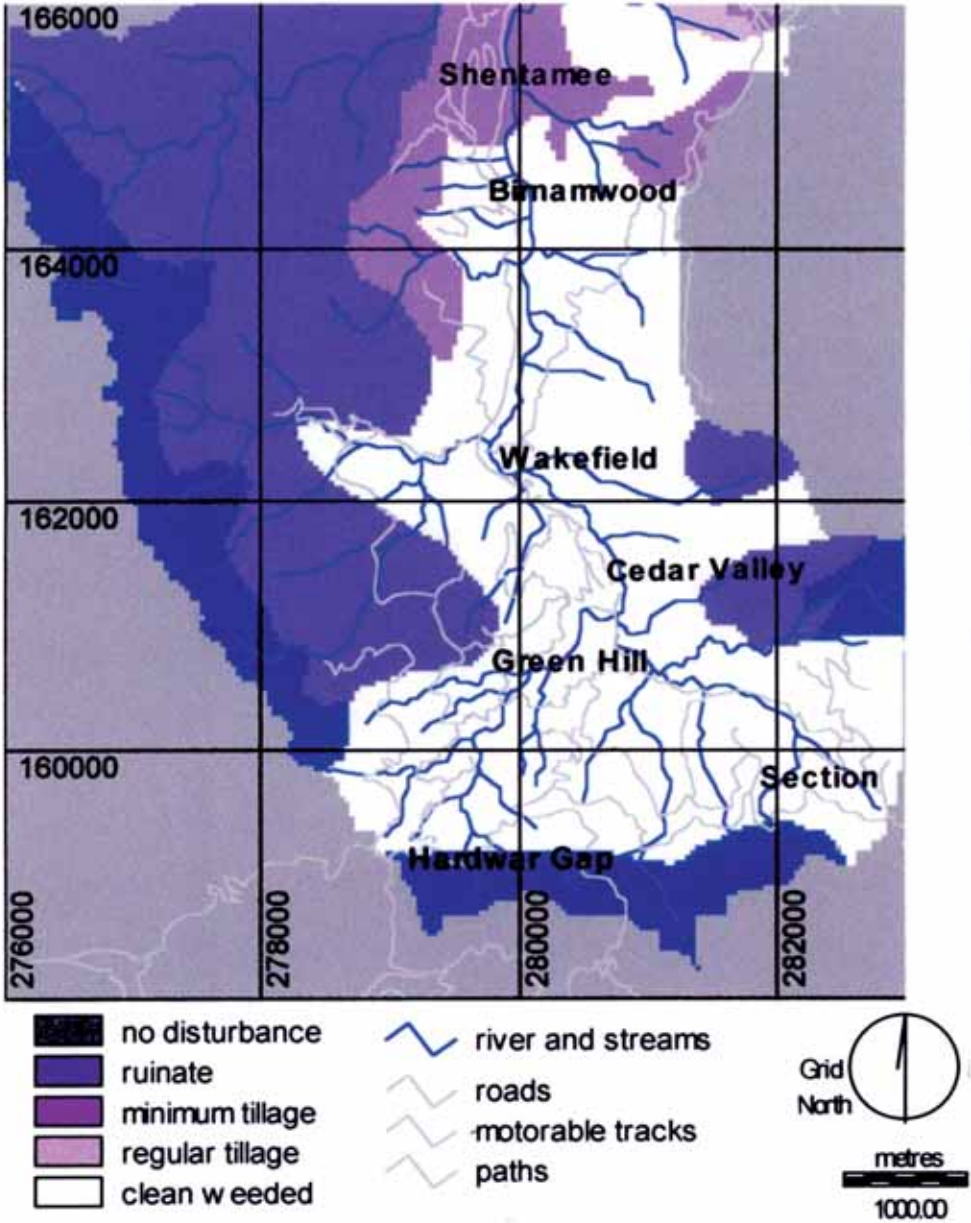 166000
Shentamee
Birnamwood
164000
Wakefield
162000
Cedar Valley
Green Hill
160000
Section
Hardwar Gap
276000
278000
280000
282000
no disturbance
ruinate
minimum tillage
regular tillage
clean weeded
river and streams
roads
motorable tracks
paths
Grid
North
metres
1000.00